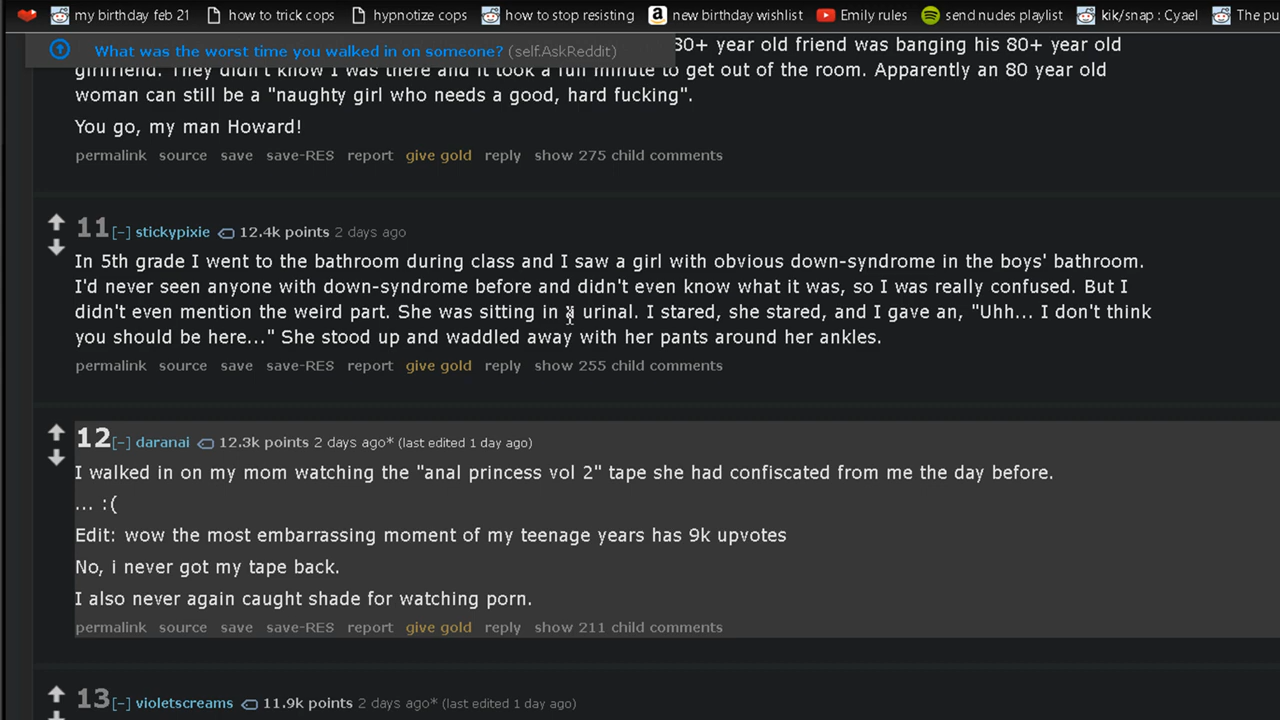 my birthday feb 21 how to trick cops hypnotize cops how to stop resisting new birthday wishlist Emily rules send nudes playlist kik/snap : Cyael The pu
What was the worst time you walked in on someone? (self.AskReddit) 80+ year old friend was banging his 80+ year old
girlfriend. They didn't know I was there and it took a full minute to get out of the room. Apparently an 80 year old
woman can still be a "naughty girl who needs a good, hard fucking".
You go, my man Howard!
permalink source save save-RES report give gold reply show 275 child comments
11 [–] stickypixie 12.4k points 2 days ago
In 5th grade I went to the bathroom during class and I saw a girl with obvious down-syndrome in the boys' bathroom.
I'd never seen anyone with down-syndrome before and didn't even know what it was, so I was really confused. But I
didn't even mention the weird part. She was sitting in a urinal. I stared, she stared, and I gave an, "Uhh... I don't think
you should be here..." She stood up and waddled away with her pants around her ankles.
permalink source save save-RES report give gold reply show 255 child comments
12 [–] daranai 12.3k points 2 days ago* (last edited 1 day ago)
I walked in on my mom watching the "anal princess vol 2" tape she had confiscated from me the day before.
... :(
Edit: wow the most embarrassing moment of my teenage years has 9k upvotes
No, i never got my tape back.
I also never again caught shade for watching porn.
permalink source save save-RES report give gold reply show 211 child comments
13 [–] violetscreams 11.9k points 2 days ago* (last edited 1 day ago)